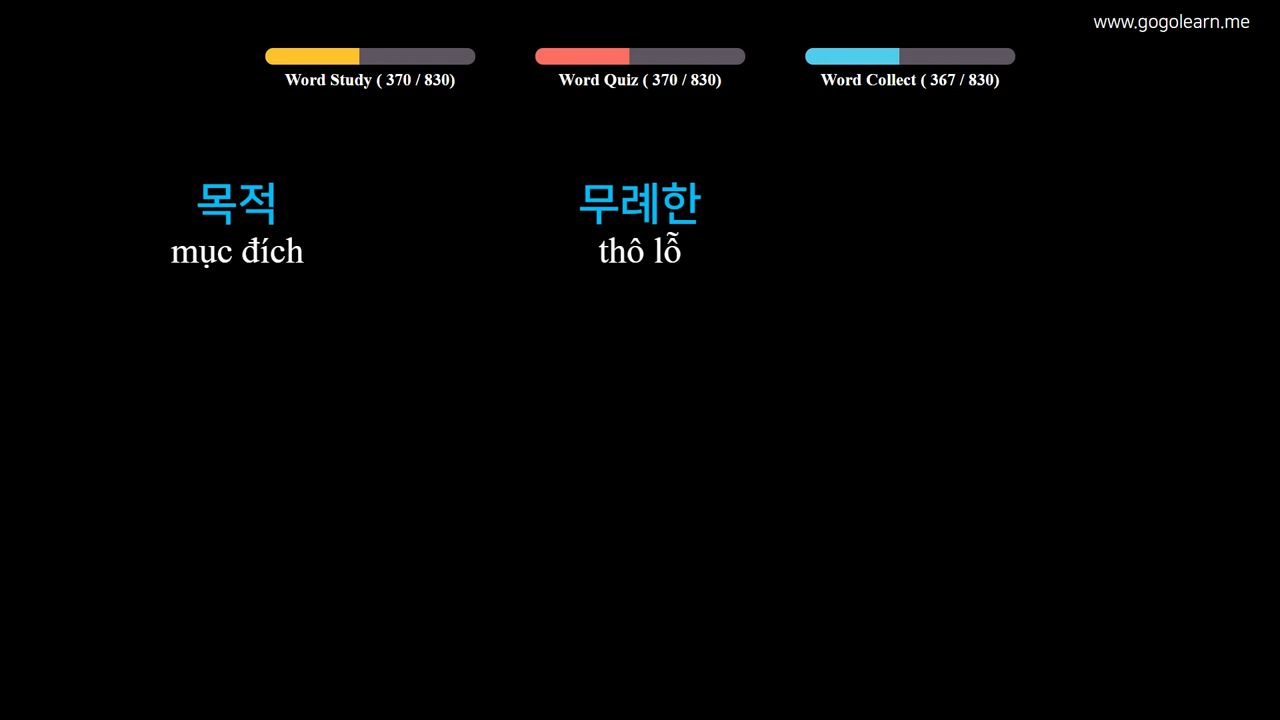 www.gogolearn.me
Word Study ( 370 / 830)
Word Quiz ( 370 / 830)
Word Collect ( 367 / 830)
목적
mục đích
무례한
thô lỗ